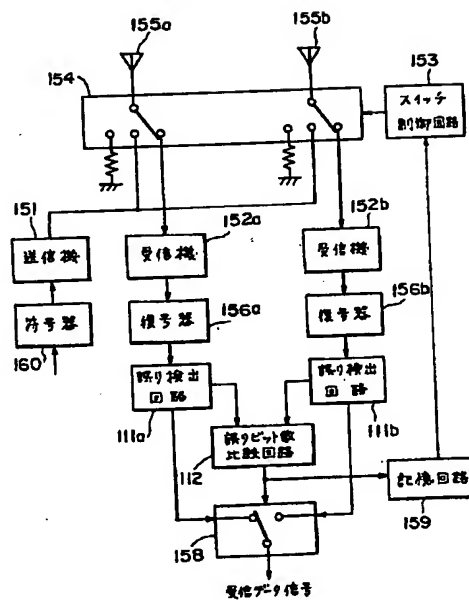 155a
155b
154
153
スイッチ
制御回路
151
送信機
152a
受信機
152b
受信機
符号器
160
復号器
156a
復号器
156b
誤り検出
回路
111a
誤り検出
回路
111b
誤りビット数
比較回路
112
記憶回路
159
158
受信データ信号